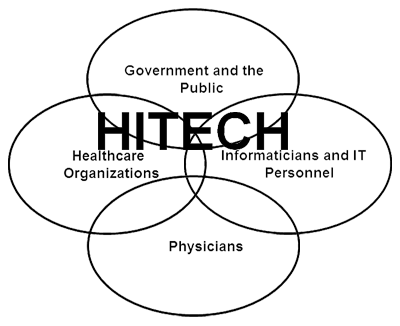 Government and the
Public
HITECH
Healthcare
Organizations
Informaticians and IT
Personnel
Physicians